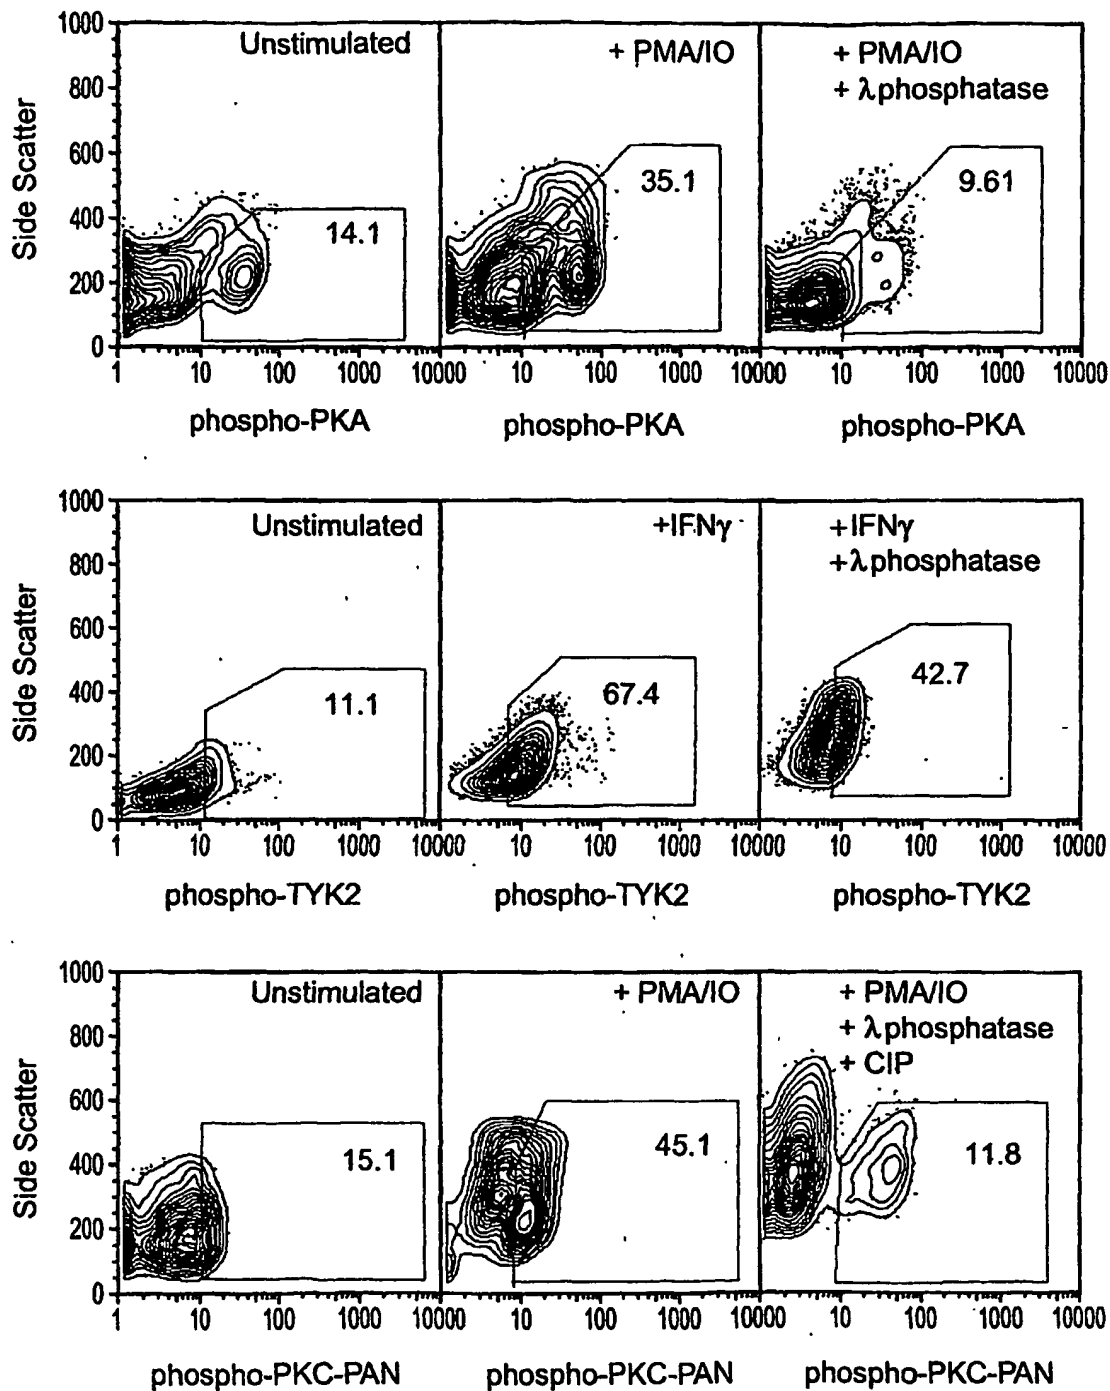 1000
800
600
400
200
0
Side Scatter
Unstimulated
14.1
+ PMA/IO
35.1
+ PMA/IO
+ λphosphatase
9.61
1 10 100 1000 10000 10 100 1000 10000 10 100 1000 10000
phospho-PKA phospho-PKA phospho-PKA
1000
800
600
400
200
0
Side Scatter
Unstimulated
11.1
+IFNγ
67.4
+IFNγ
+λphosphatase
42.7
1 10 100 1000 10000 10 100 1000 10000 10 100 1000 10000
phospho-TYK2 phospho-TYK2 phospho-TYK2
1000
800
600
400
200
0
Side Scatter
Unstimulated
15.1
+ PMA/IO
45.1
+ PMA/IO
+ λphosphatase
+ CIP
11.8
1 10 100 1000 10000 10 100 1000 10000 10 100 1000 10000
phospho-PKC-PAN phospho-PKC-PAN phospho-PKC-PAN